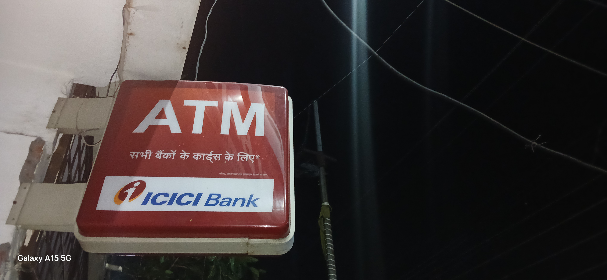 ATM
सभी बैंकों के कार्ड्स के लिए*
ICICI Bank
Galaxy A15 5G